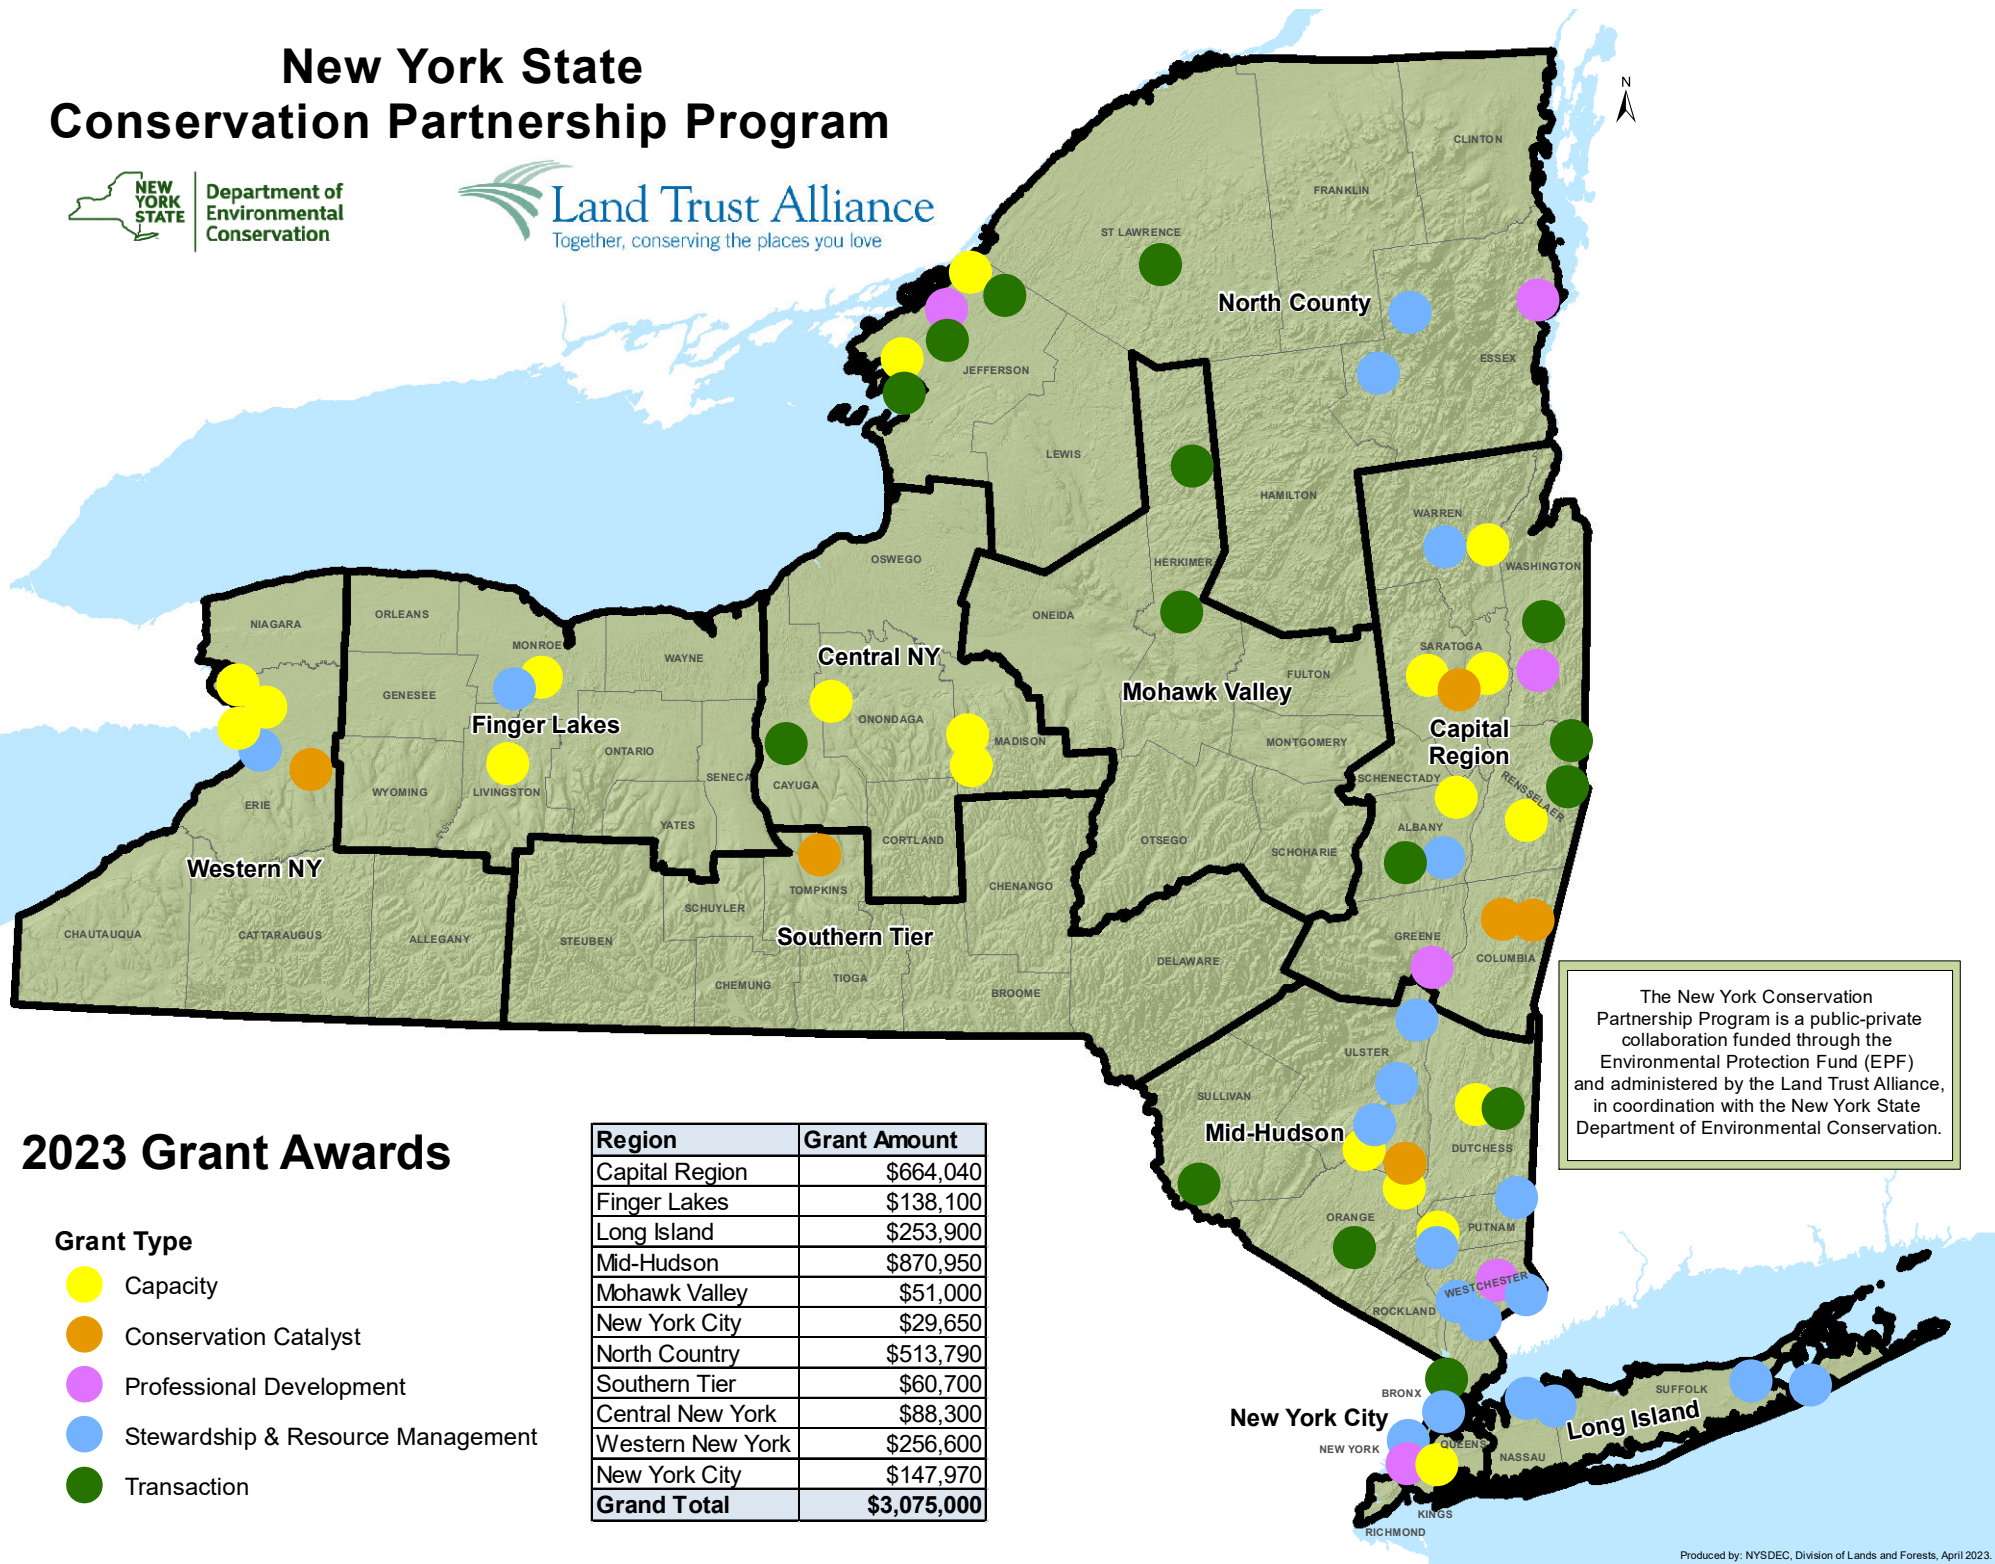 New York State
Conservation Partnership Program
NEW
YORK
STATE
Department of
Environmental
Conservation
Land Trust Alliance
Together, conserving the places you love
N
CLINTON
FRANKLIN
ST LAWRENCE
North County
ESSEX
JEFFERSON
LEWIS
HAMILTON
WARREN
OSWEGO
HERKIMER
WASHINGTON
ONEIDA
NIAGARA
ORLEANS
MONROE
WAYNE
Central NY
SARATOGA
FULTON
GENESEE
Mohawk Valley
ONONDAGA
Finger Lakes
Capital
Region
MADISON
MONTGOMERY
ONTARIO
SENECA
CAYUGA
SCHENECTADY
RENSSELAER
WYOMING
LIVINGSTON
ERIE
YATES
ALBANY
CORTLAND
OTSEGO
SCHOHARIE
Western NY
TOMPKINS
CHENANGO
SCHUYLER
CHAUTAUQUA
CATTARAUGUS
ALLEGANY
STEUBEN
Southern Tier
GREENE
COLUMBIA
DELAWARE
TIOGA
CHEMUNG
BROOME
The New York Conservation
Partnership Program is a public-private
collaboration funded through the
Environmental Protection Fund (EPF)
and administered by the Land Trust Alliance,
in coordination with the New York State
Department of Environmental Conservation.
ULSTER
SULLIVAN
Mid-Hudson
DUTCHESS
ORANGE
PUTNAM
WESTCHESTER
ROCKLAND
BRONX
New York City
NEW YORK
QUEENS
NASSAU
SUFFOLK
Long Island
KINGS
RICHMOND
2023 Grant Awards
Grant Type
Capacity
Conservation Catalyst
Professional Development
Stewardship & Resource Management
Transaction
Region Grant Amount
Capital Region $664,040
Finger Lakes $138,100
Long Island $253,900
Mid-Hudson $870,950
Mohawk Valley $51,000
New York City $29,650
North Country $513,790
Southern Tier $60,700
Central New York $88,300
Western New York $256,600
New York City $147,970
Grand Total $3,075,000
Produced by: NYSDEC, Division of Lands and Forests, April 2023.